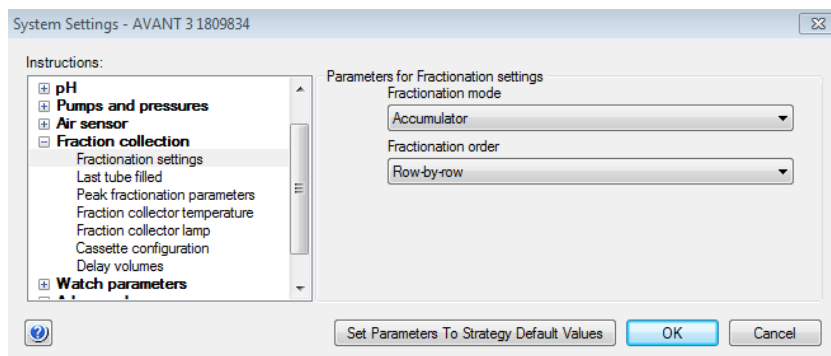 System Settings - AVANT 3 1809834
Instructions:
pH
Pumps and pressures
Air sensor
Fraction collection
Fractionation settings
Last tube filled
Peak fractionation parameters
Fraction collector temperature
Fraction collector lamp
Cassette configuration
Delay volumes
Watch parameters
Parameters for Fractionation settings
Fractionation mode
Accumulator
Fractionation order
Row-by-row
Set Parameters To Strategy Default Values
OK
Cancel